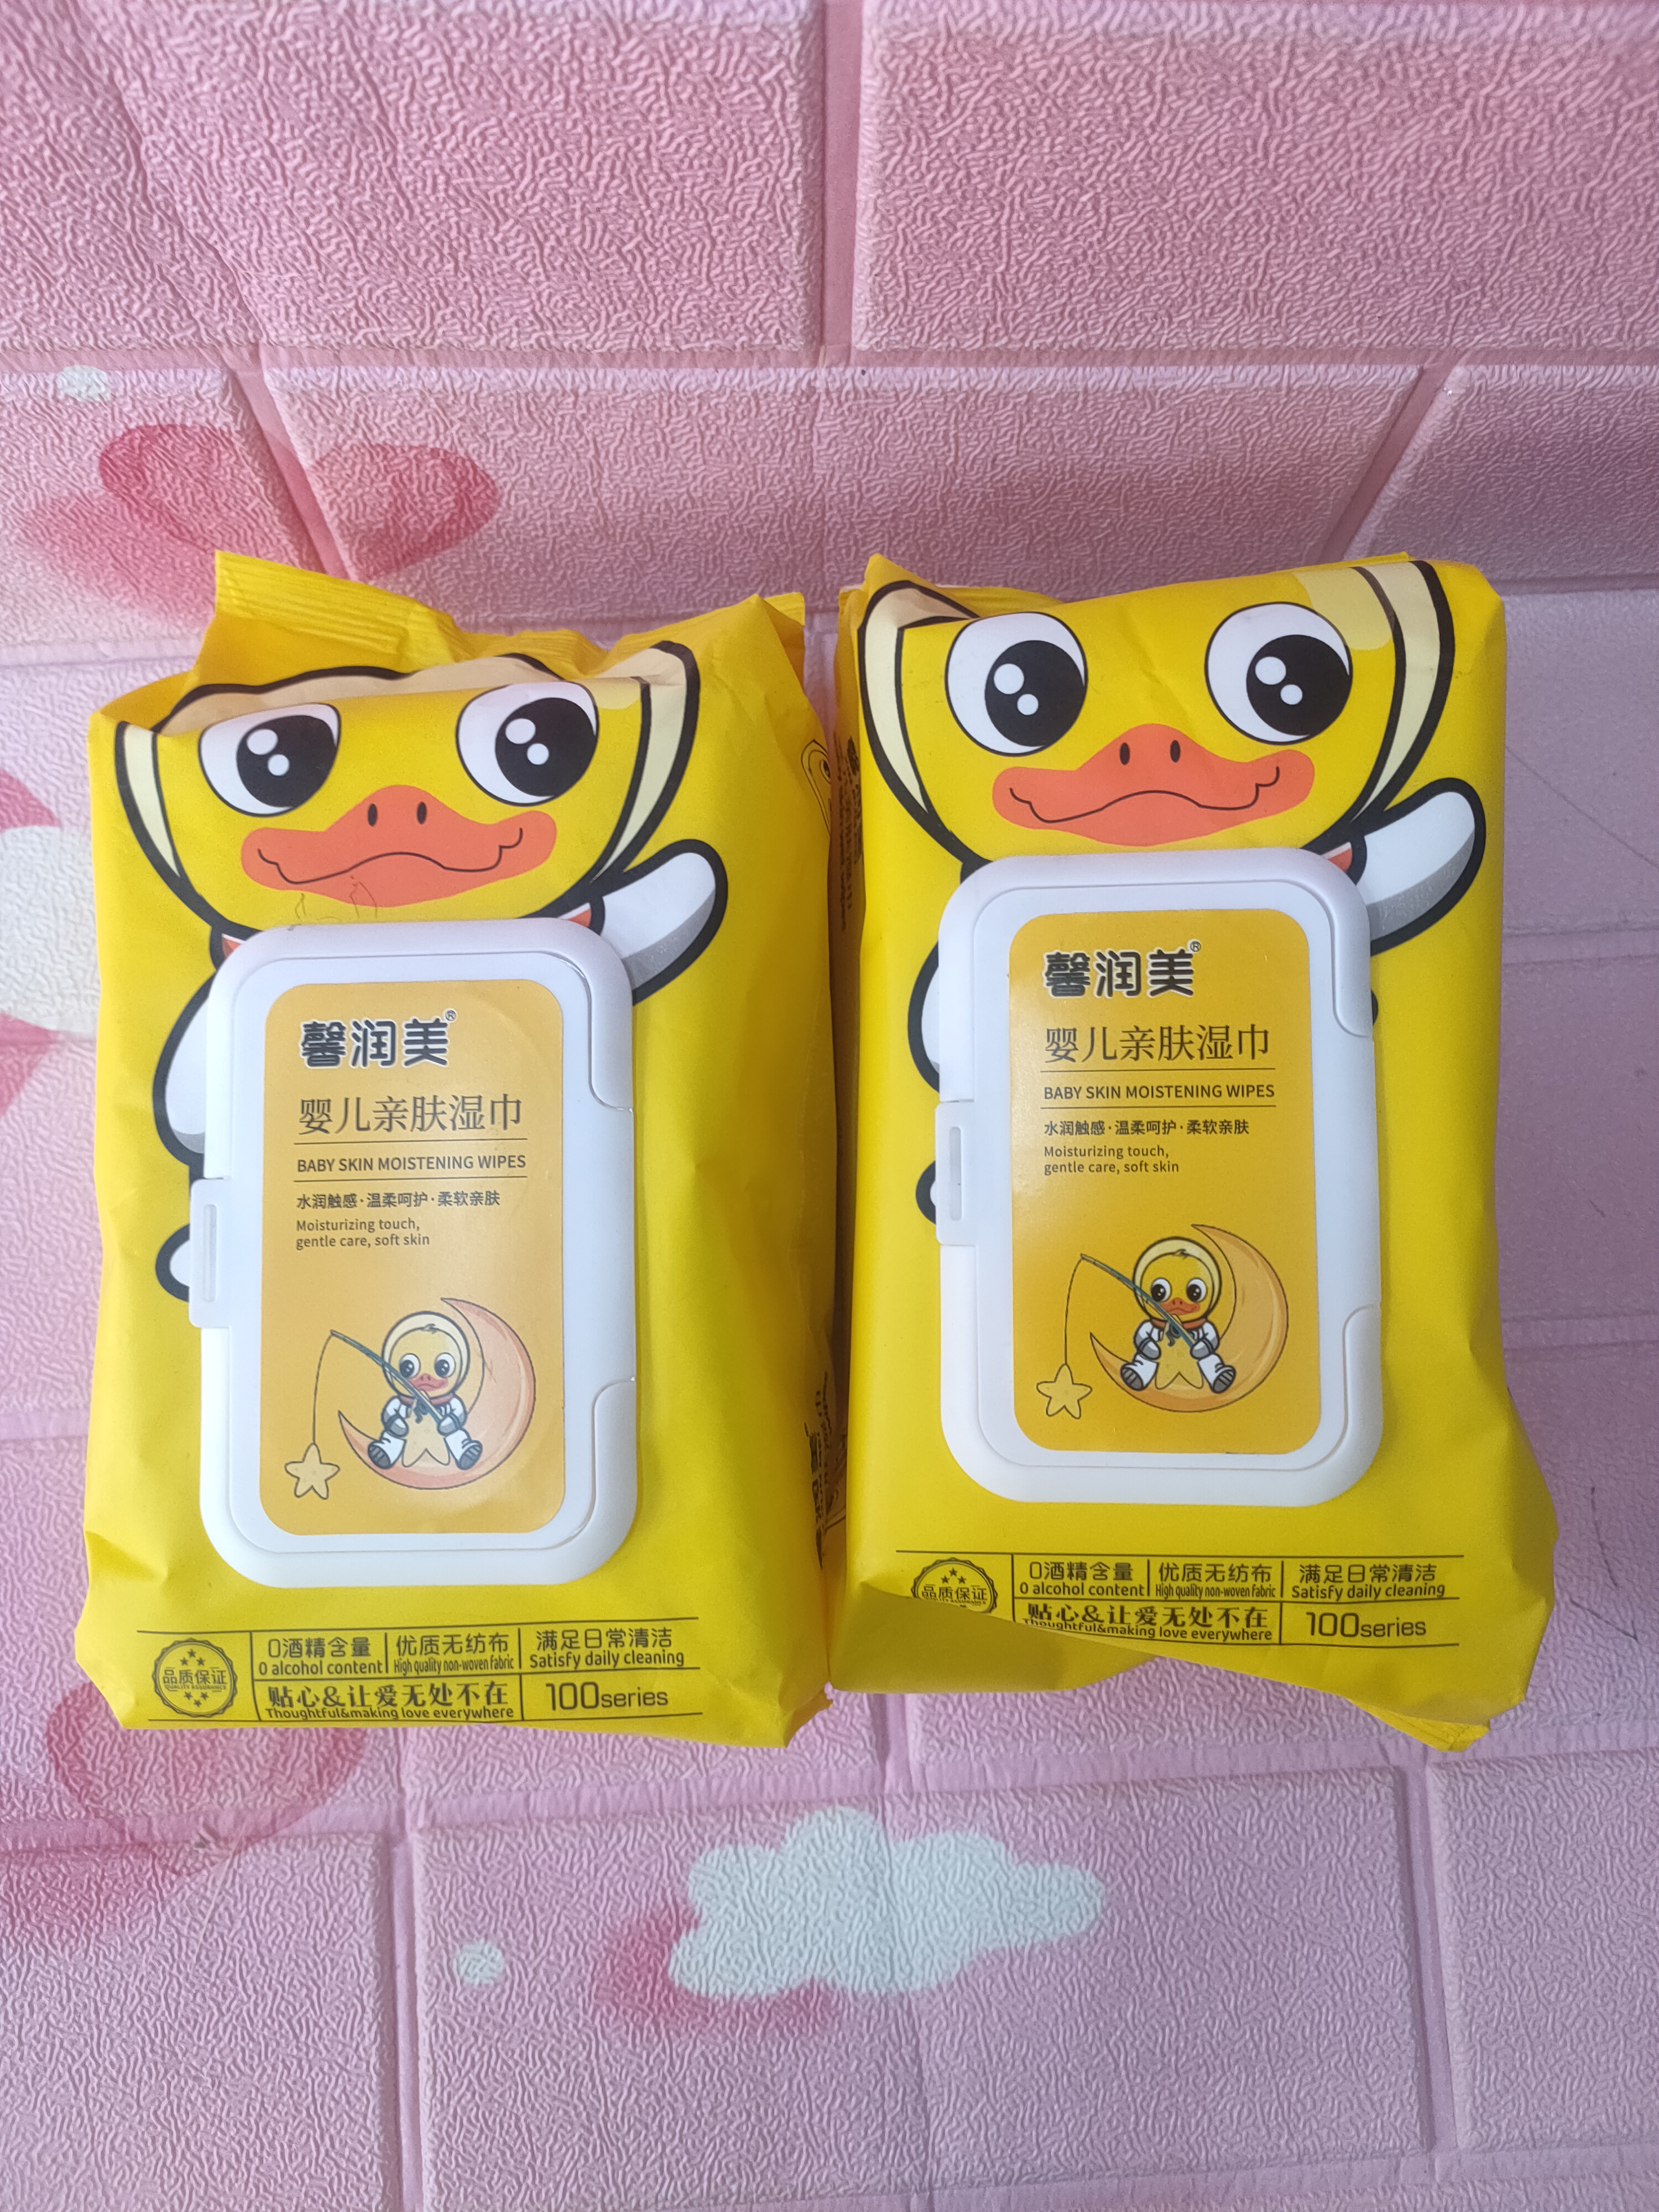 馨润美®
婴儿亲肤湿巾
BABY SKIN MOISTENING WIPES
水润触感·温柔呵护·柔软亲肤
Moisturizing touch,
gentle care, soft skin
品质保证
QUALITY ASSURANCE
0酒精含量
0 alcohol content
优质无纺布
High quality non-woven fabric
满足日常清洁
Satisfy daily cleaning
贴心&让爱无处不在
Thoughtful&making love everywhere
100series
馨润美®
婴儿亲肤湿巾
BABY SKIN MOISTENING WIPES
水润触感·温柔呵护·柔软亲肤
Moisturizing touch,
gentle care, soft skin
品质保证
0酒精含量
0 alcohol content
优质无纺布
High quality non-woven fabric
满足日常清洁
Satisfy daily cleaning
贴心&让爱无处不在
Thoughtful&making love everywhere
100series